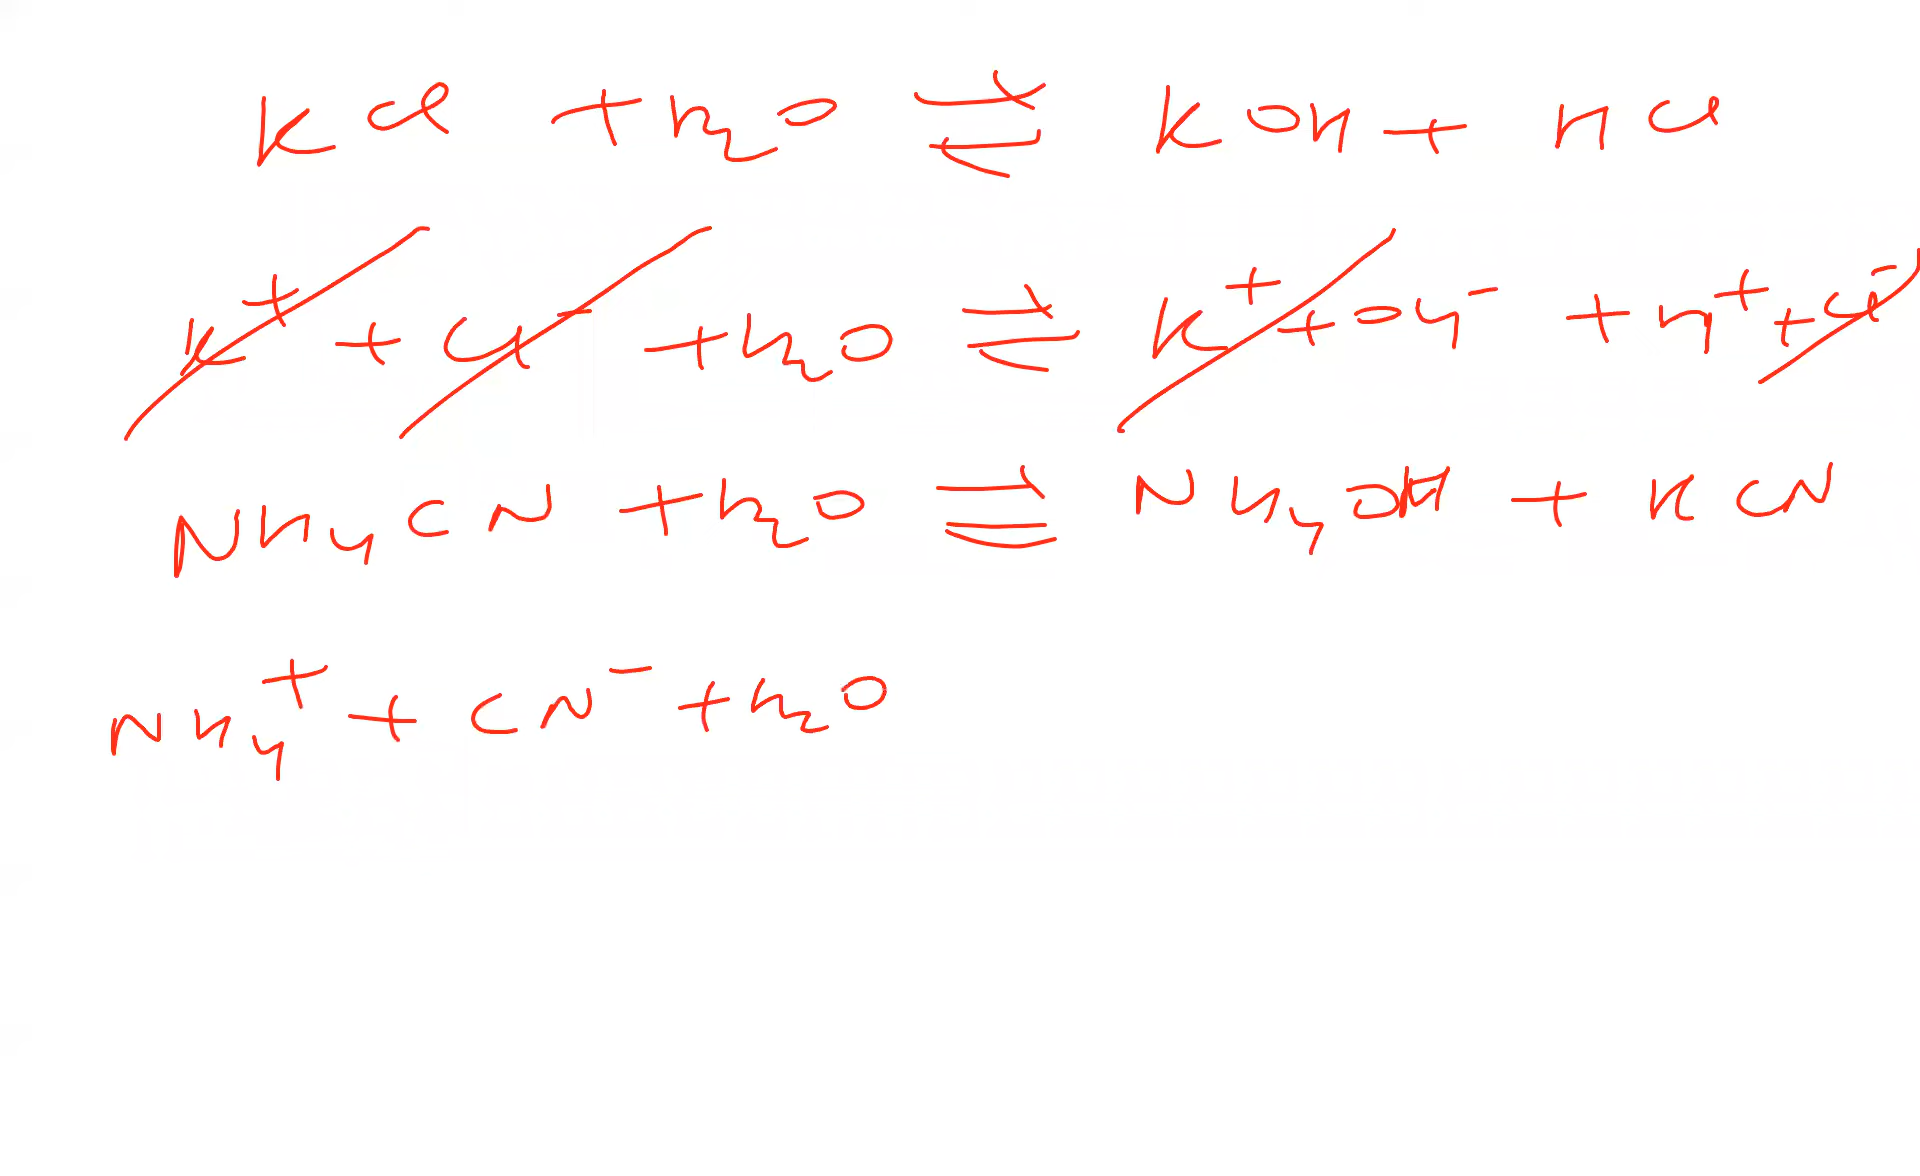 KCl + H2O ⇌ KOH + HCl
K+ + Cl- + H2O ⇌ K+ + OH- + H+ + Cl-
NH4CN + H2O ⇌ NH4OH + HCN
NH4+ + CN- + H2O